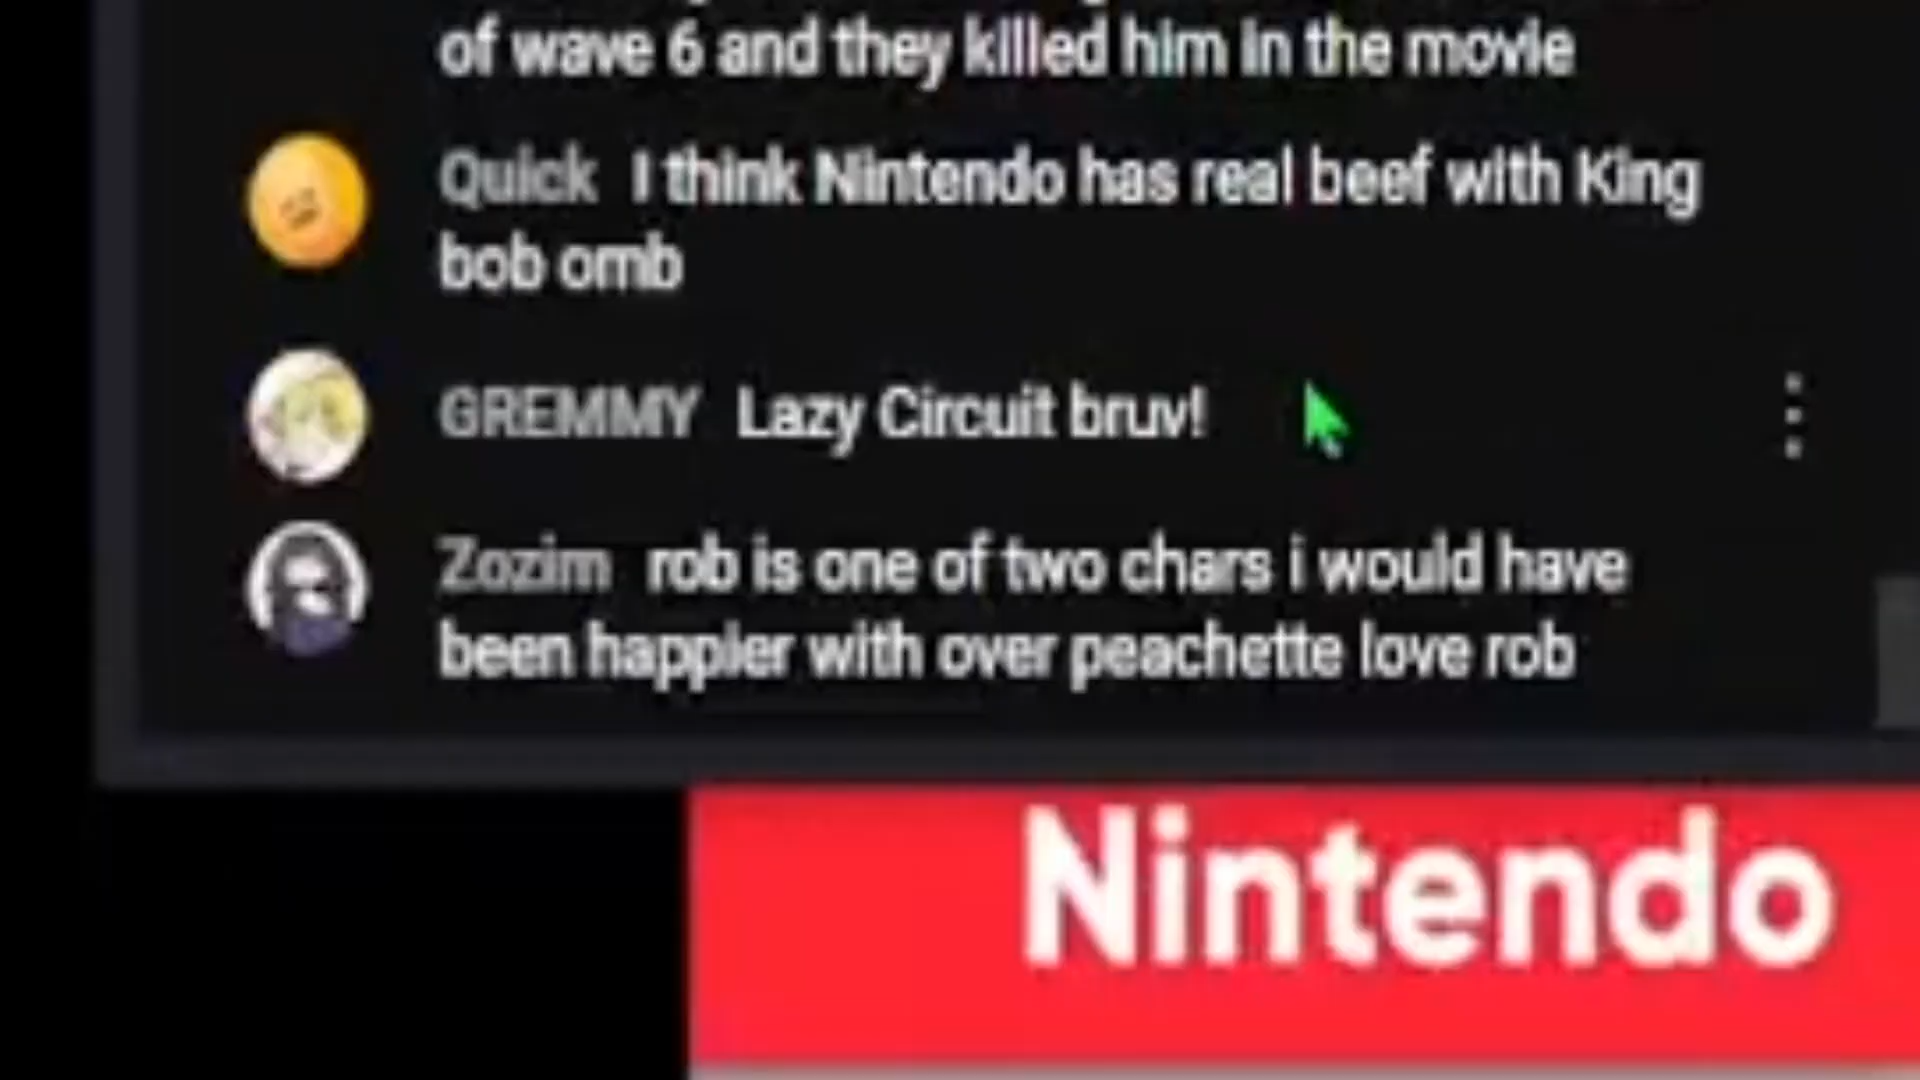 of wave 6 and they killed him in the movie
Quick I think Nintendo has real beef with King
bob omb
GREMMY Lazy Circuit bruv!
Zozim rob is one of two chars i would have
been happier with over peachette love rob
Nintendo